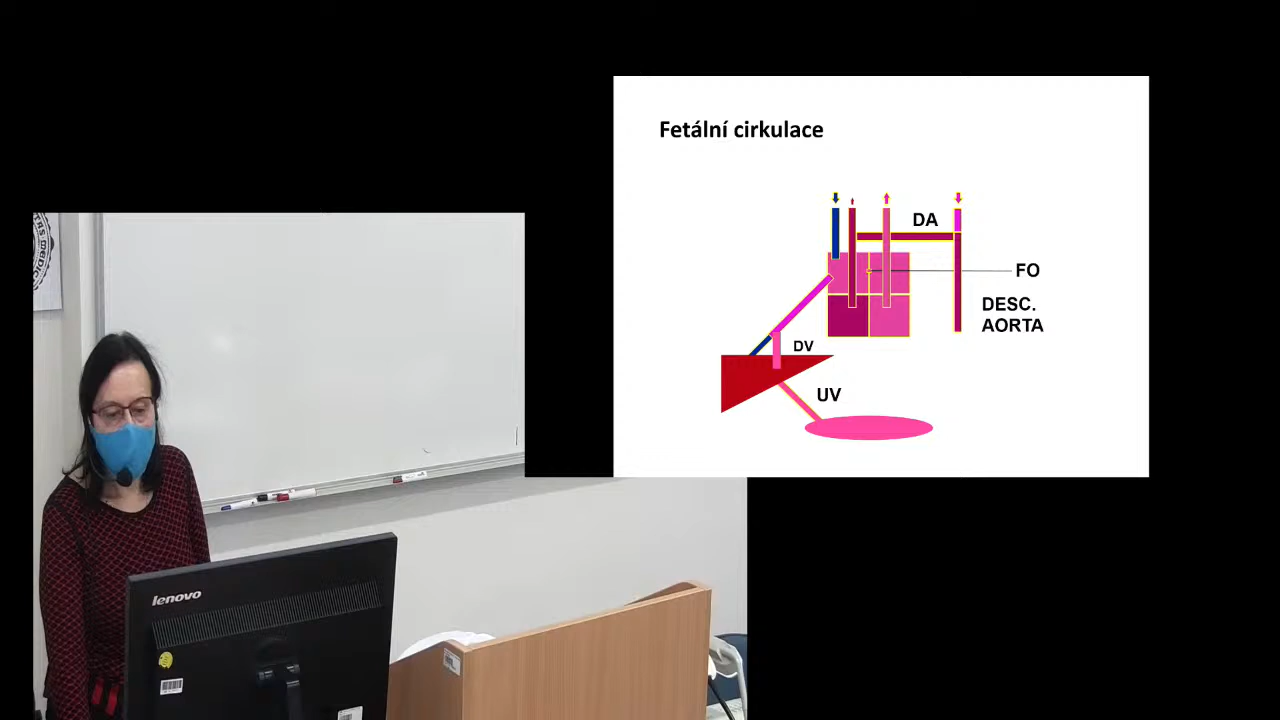 Fetální cirkulace
DA
FO
DESC.
AORTA
DV
UV
lenovo